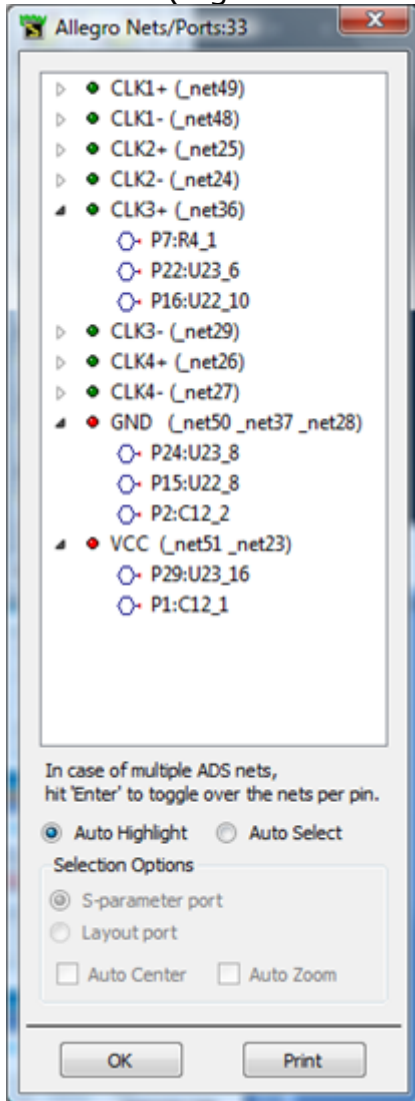 Allegro Nets/Ports:33
CLK1+ (_net49)
CLK1- (_net48)
CLK2+ (_net25)
CLK2- (_net24)
CLK3+ (_net36)
P7:R4_1
P22:U23_6
P16:U22_10
CLK3- (_net29)
CLK4+ (_net26)
CLK4- (_net27)
GND (_net50 _net37 _net28)
P24:U23_8
P15:U22_8
P2:C12_2
VCC (_net51 _net23)
P29:U23_16
P1:C12_1
In case of multiple ADS nets,
hit 'Enter' to toggle over the nets per pin.
Auto Highlight Auto Select
Selection Options
S-parameter port
Layout port
Auto Center Auto Zoom
OK Print